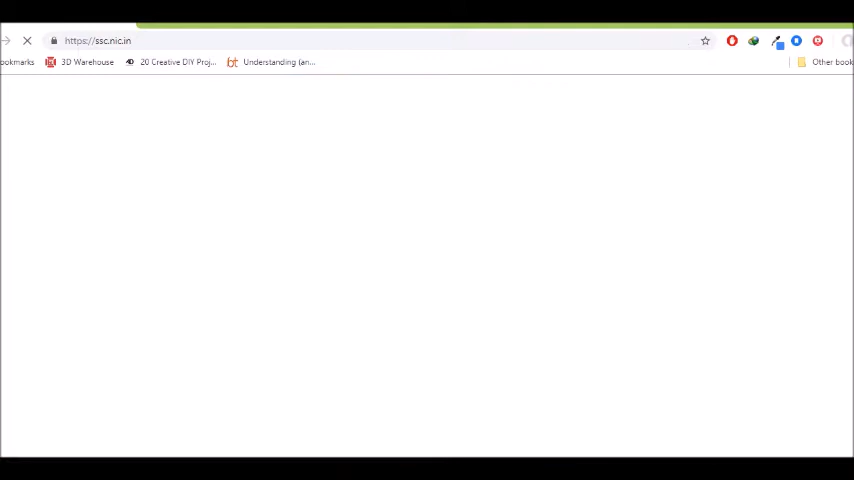 https://ssc.nic.in
ookmarks 3D Warehouse 20 Creative DIY Proj... Understanding (an... Other book